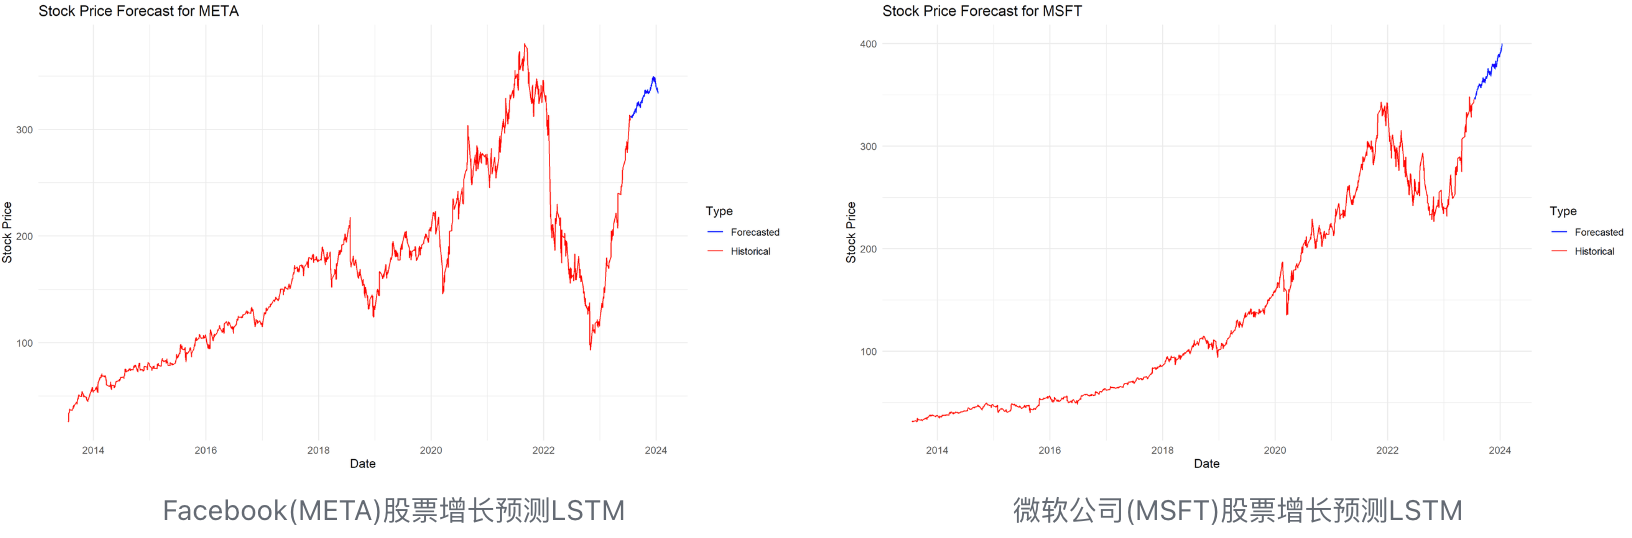 Stock Price Forecast for META
Stock Price
300
200
100
2014 2016 2018 2020 2022 2024
Date
Type
Forecasted
Historical
Facebook(META)股票增长预测LSTM
Stock Price Forecast for MSFT
Stock Price
400
300
200
100
2014 2016 2018 2020 2022 2024
Date
Type
Forecasted
Historical
微软公司(MSFT)股票增长预测LSTM